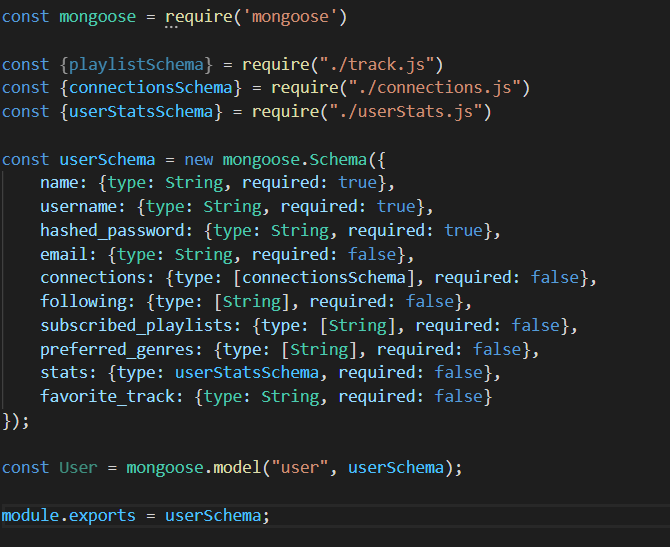 const mongoose = require('mongoose')
const {playlistSchema} = require("./track.js")
const {connectionsSchema} = require("./connections.js")
const {userStatsSchema} = require("./userStats.js")
const userSchema = new mongoose.Schema({
    name: {type: String, required: true},
    username: {type: String, required: true},
    hashed_password: {type: String, required: true},
    email: {type: String, required: false},
    connections: {type: [connectionsSchema], required: false},
    following: {type: [String], required: false},
    subscribed_playlists: {type: [String], required: false},
    preferred_genres: {type: [String], required: false},
    stats: {type: userStatsSchema, required: false},
    favorite_track: {type: String, required: false}
});
const User = mongoose.model("user", userSchema);
module.exports = userSchema;